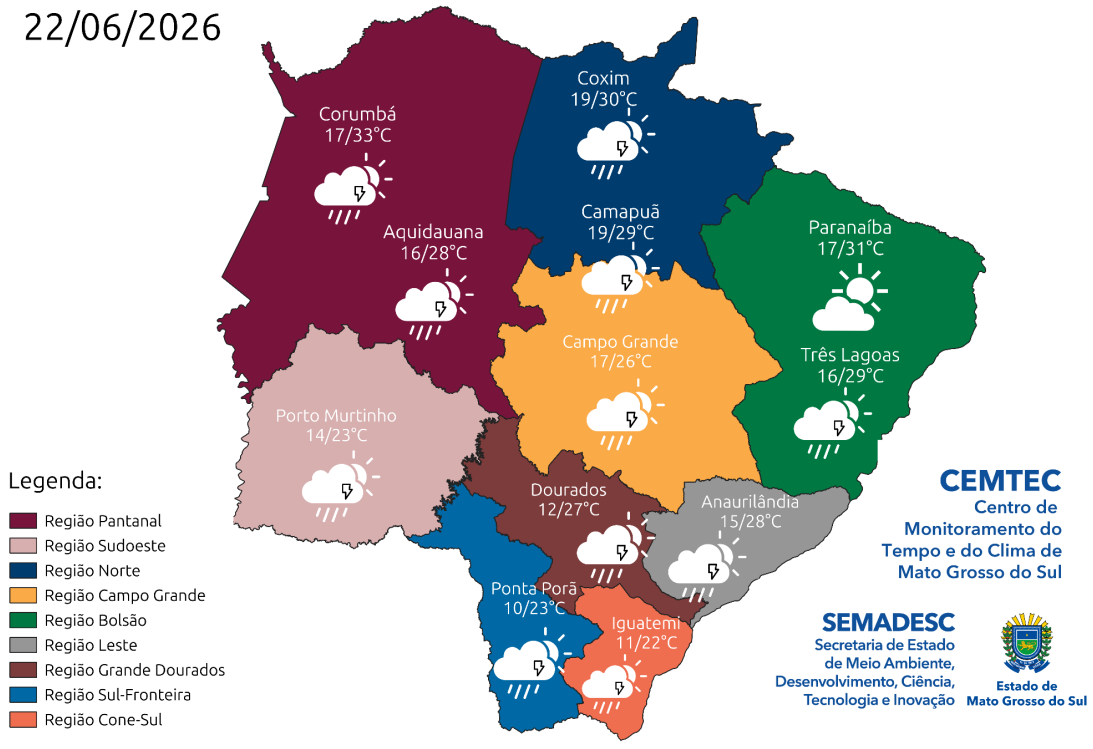 22/06/2026
Coxim
19/30°C
Corumbá
17/33°C
Camapuã
19/29°C
Aquidauana
16/28°C
Paranaíba
17/31°C
Campo Grande
17/26°C
Três Lagoas
16/29°C
Porto Murtinho
14/23°C
Dourados
12/27°C
Anaurilândia
15/28°C
Ponta Porã
10/23°C
Iguatemi
11/22°C
Legenda:
Região Pantanal
Região Sudoeste
Região Norte
Região Campo Grande
Região Bolsão
Região Leste
Região Grande Dourados
Região Sul-Fronteira
Região Cone-Sul
CEMTEC
Centro de
Monitoramento do
Tempo e do Clima de
Mato Grosso do Sul
SEMADESC
Secretaria de Estado
de Meio Ambiente,
Desenvolvimento, Ciência,
Tecnologia e Inovação
Estado de
Mato Grosso do Sul